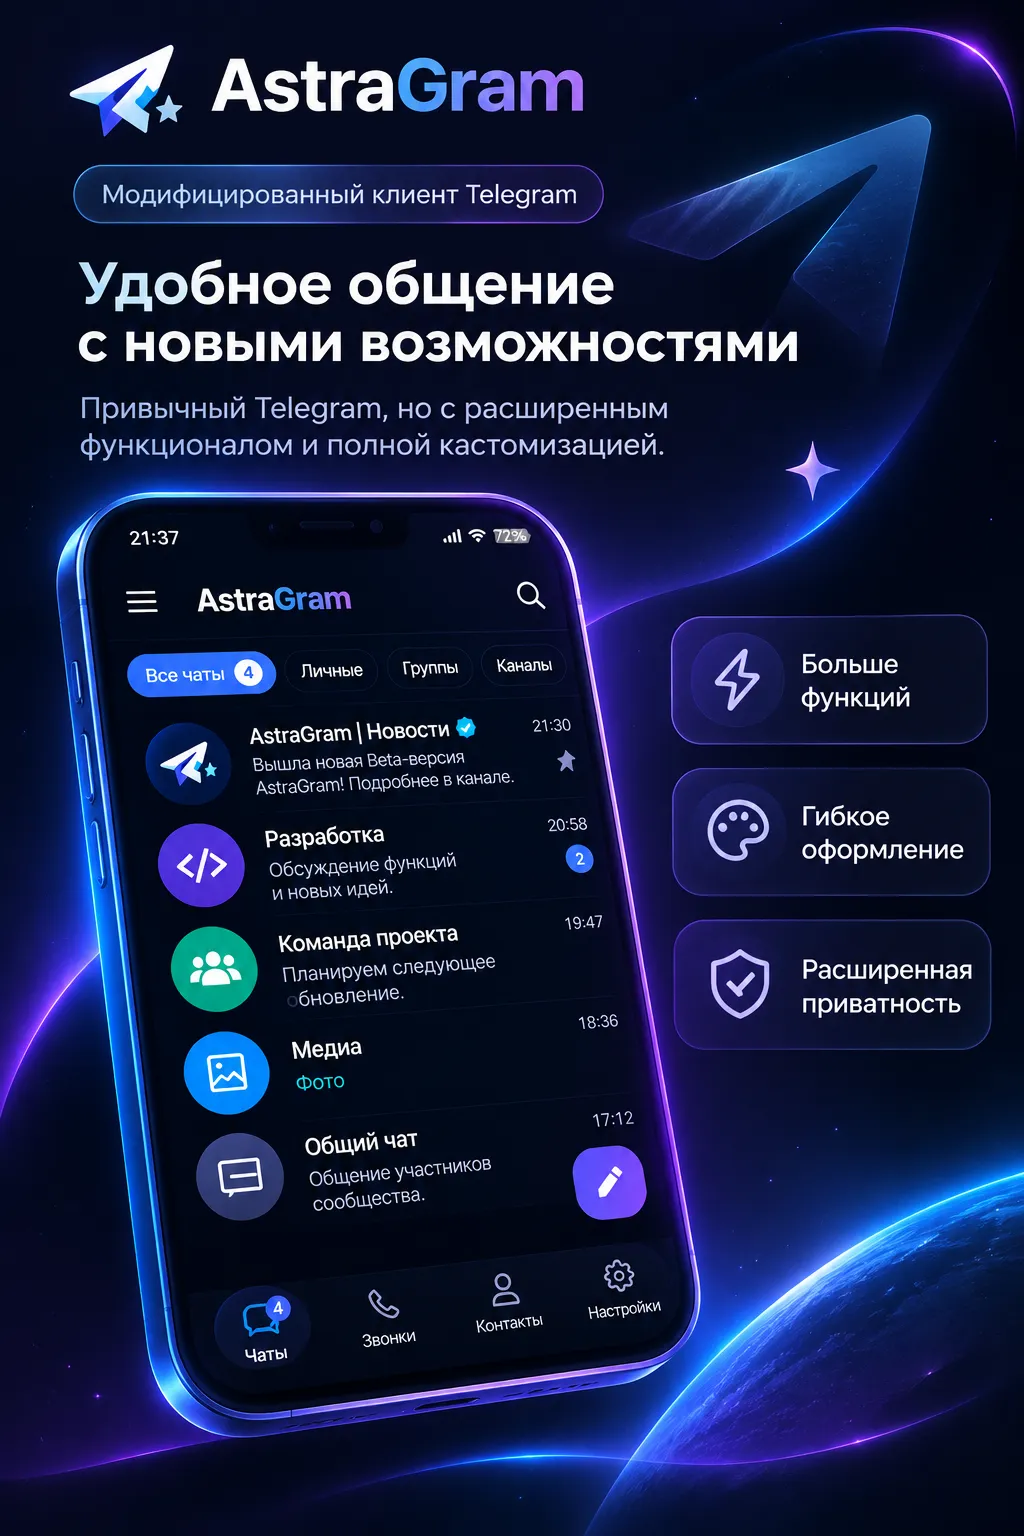 AstraGram
Модифицированный клиент Telegram
Удобное общение
с новыми возможностями
Привычный Telegram, но с расширенным
функционалом и полной кастомизацией.
21:37
72%
AstraGram
Все чаты 4
Личные
Группы
Каналы
AstraGram | Новости
21:30
Вышла новая Beta-версия
AstraGram! Подробнее в канале.
Разработка
20:58
Обсуждение функций
и новых идей.
2
Команда проекта
19:47
Планируем следующее
обновление.
Медиа
18:36
Фото
Общий чат
17:12
Общение участников
сообщества.
4
Чаты
Звонки
Контакты
Настройки
Больше
функций
Гибкое
оформление
Расширенная
приватность